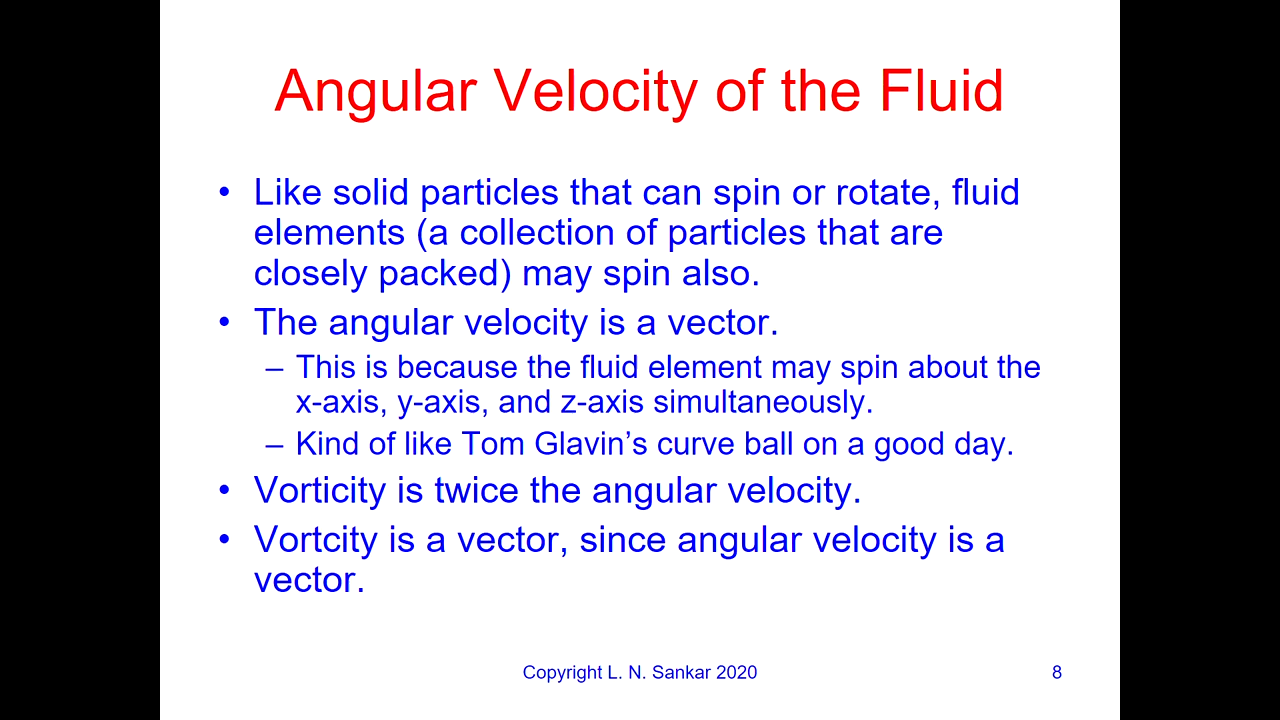 Angular Velocity of the Fluid
• Like solid particles that can spin or rotate, fluid
elements (a collection of particles that are
closely packed) may spin also.
• The angular velocity is a vector.
– This is because the fluid element may spin about the
x-axis, y-axis, and z-axis simultaneously.
– Kind of like Tom Glavin’s curve ball on a good day.
• Vorticity is twice the angular velocity.
• Vortcity is a vector, since angular velocity is a
vector.
Copyright L. N. Sankar 2020
8